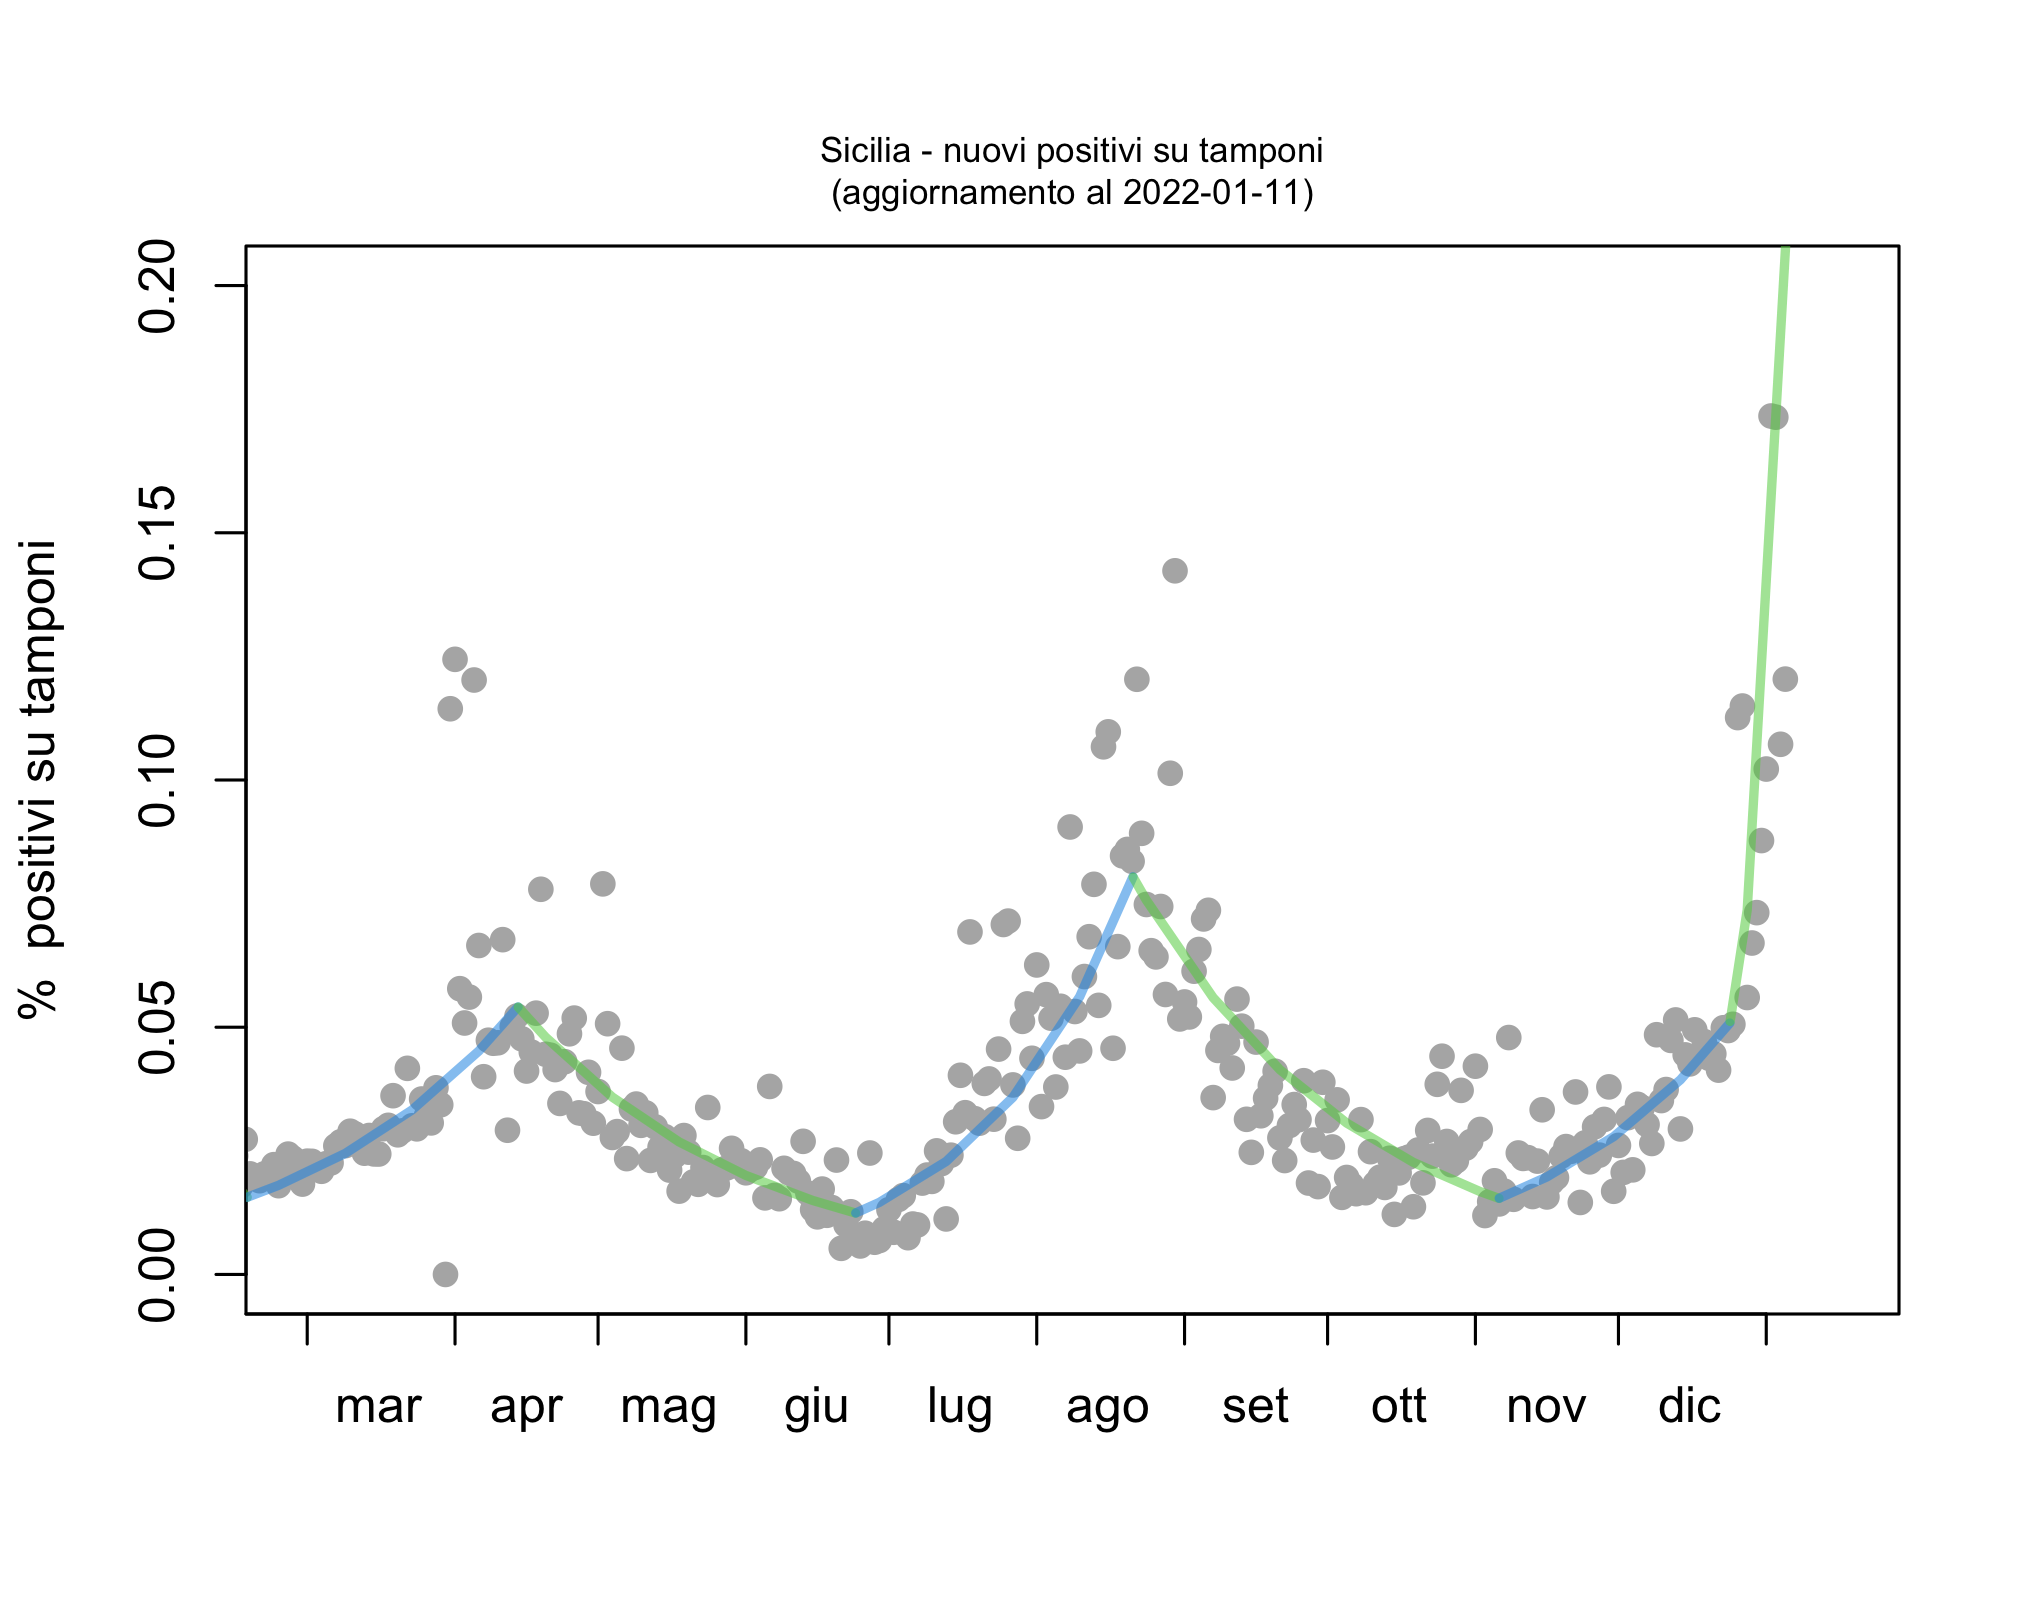 Sicilia - nuovi positivi su tamponi
(aggiornamento al 2022-01-11)
% positivi su tamponi
0.20
0.15
0.10
0.05
0.00
mar apr mag giu lug ago set ott nov dic